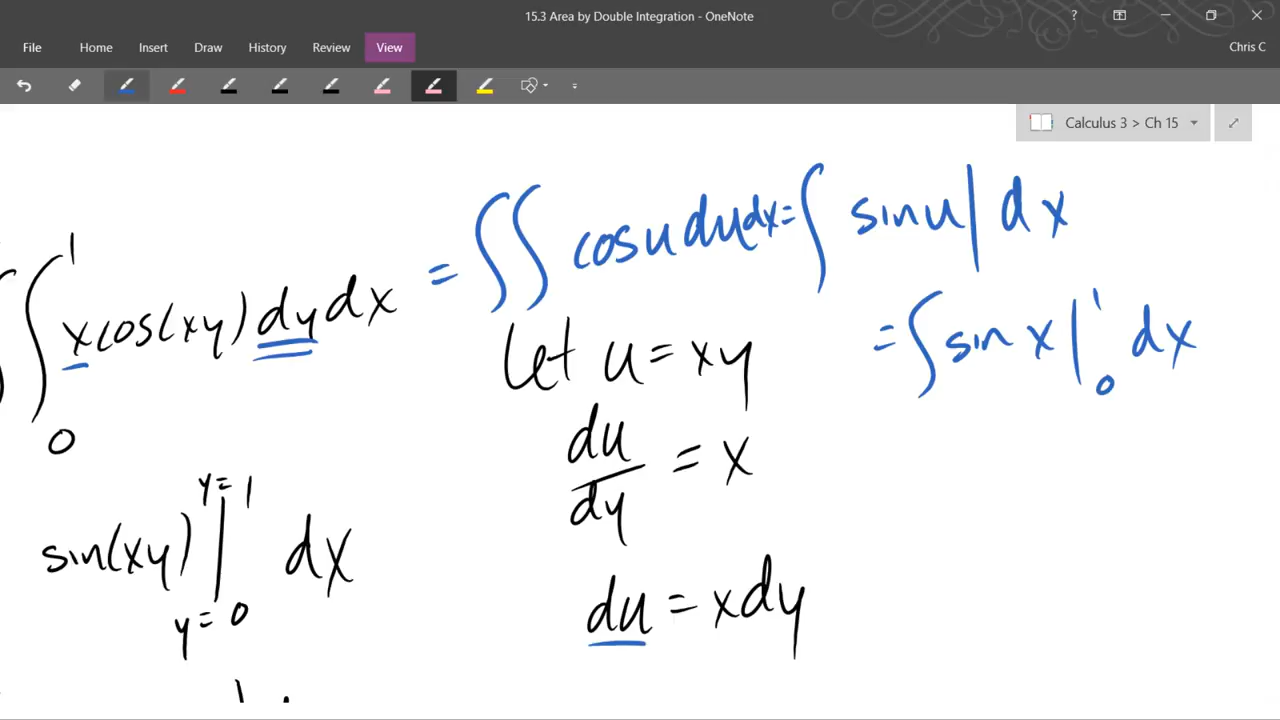 15.3 Area by Double Integration - OneNote
?
File Home Insert Draw History Review View
Chris C
Calculus 3 > Ch 15
∫∫₀¹ x cos(xy) dy dx
= ∫∫ cos u du dx = ∫ sin u | dx
Let u = xy
= ∫ sin x |₀¹ dx
du/dy = x
sin(xy) |
y = 1
y = 0
dx
du = x dy